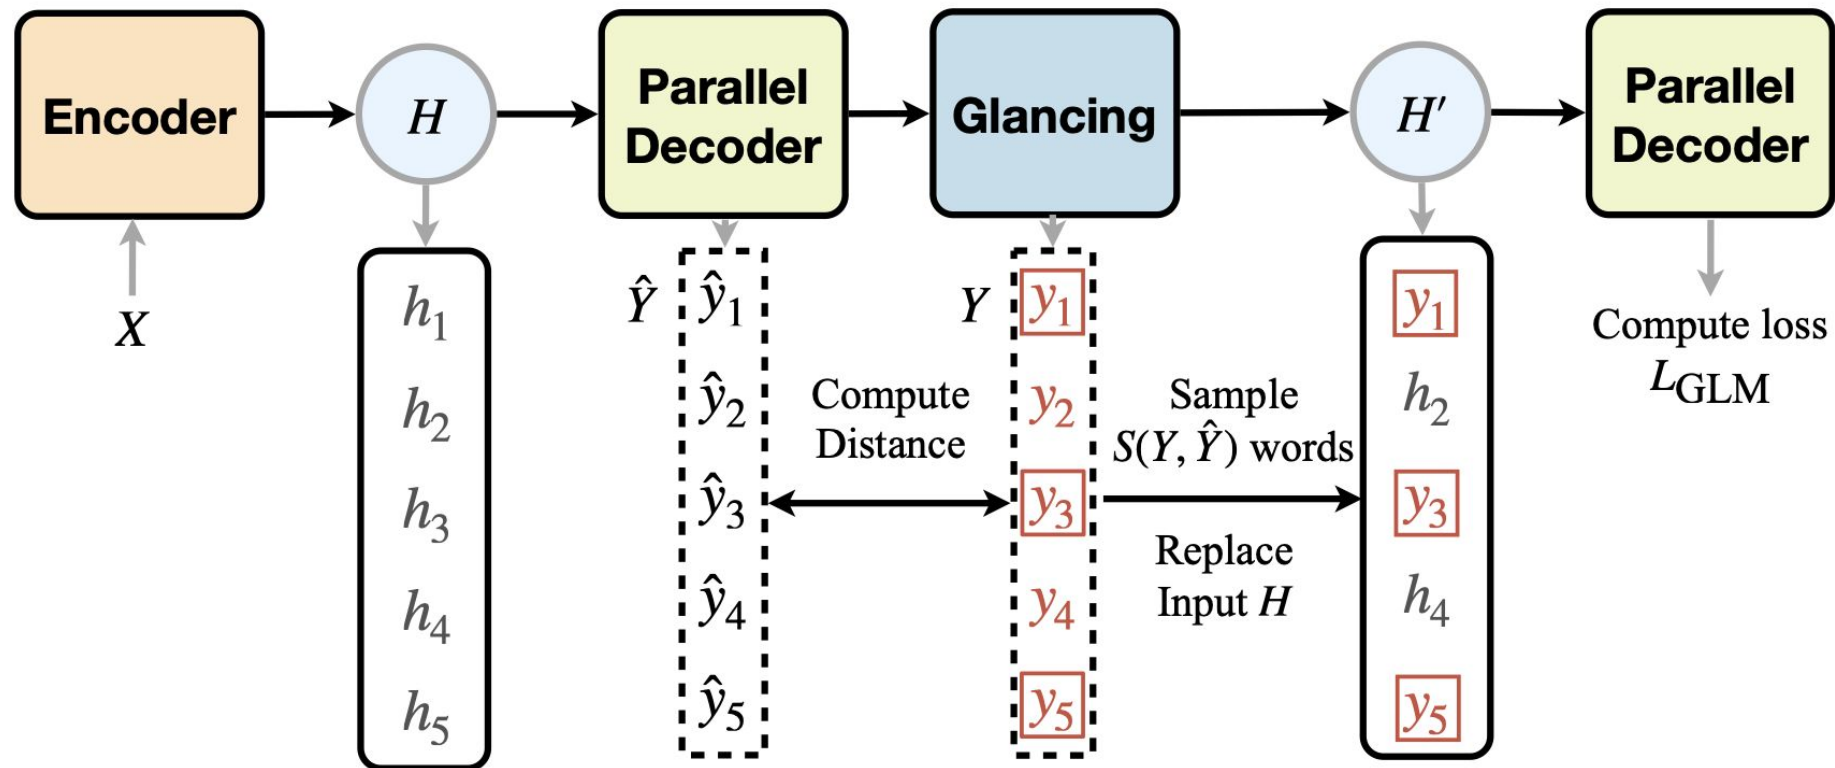 Encoder
H
Parallel
Decoder
Glancing
H′
Parallel
Decoder
X
h₁
h₂
h₃
h₄
h₅
Ŷ
ŷ₁
ŷ₂
ŷ₃
ŷ₄
ŷ₅
Compute
Distance
Y
y₁
y₂
y₃
y₄
y₅
Sample
S(Y, Ŷ) words
Replace
Input H
y₁
h₂
y₃
h₄
y₅
Compute loss
L_GLM